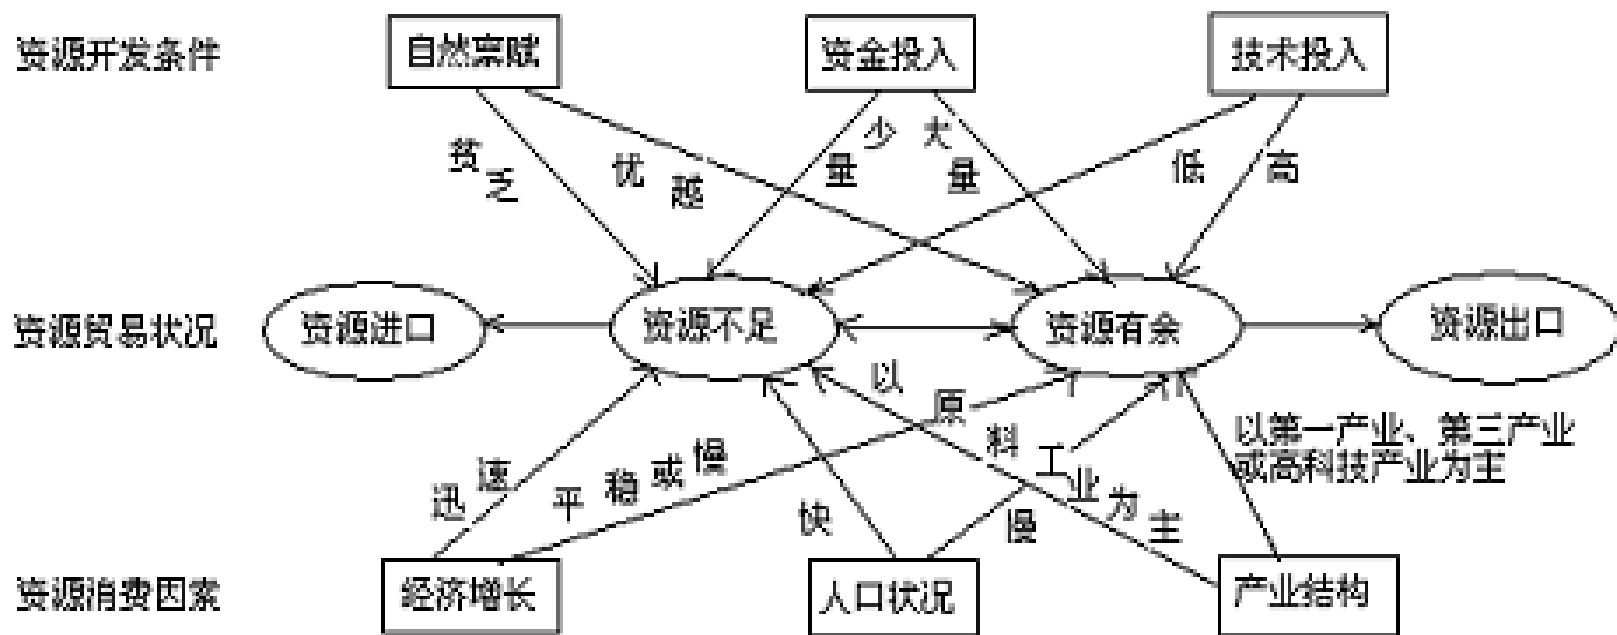 资源开发条件 自然禀赋 资金投入 技术投入
贫乏 优越 少量 大量 低 高
资源贸易状况 资源进口 资源不足 资源有余 资源出口
以原料工业为主
以第一产业、第三产业
或高科技产业为主
迅速 平稳或慢 快 慢
资源消费因素 经济增长 人口状况 产业结构